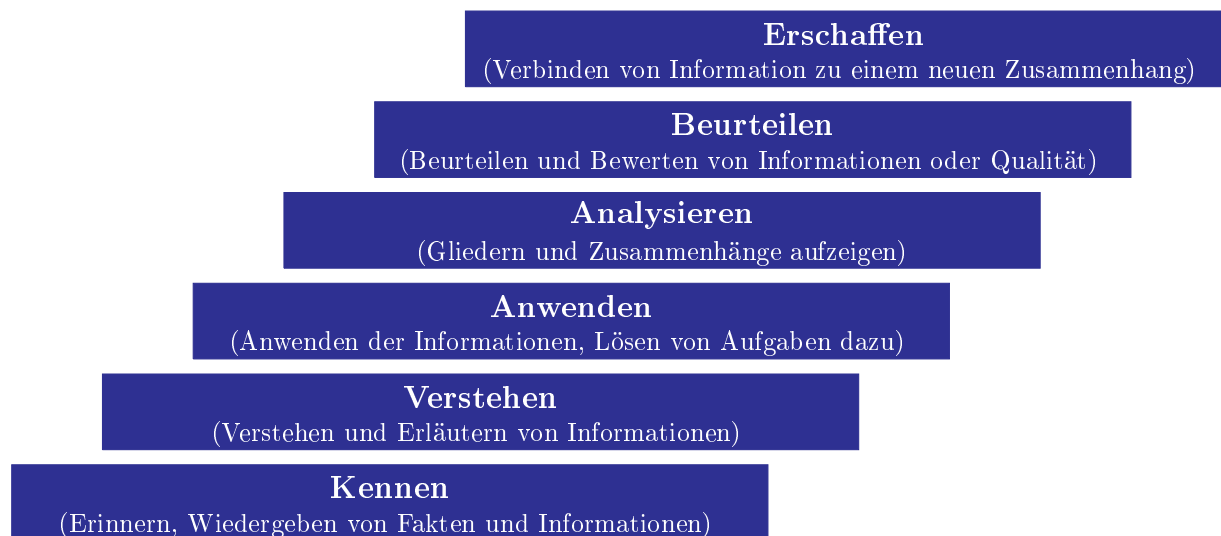 Erschaffen
(Verbinden von Information zu einem neuen Zusammenhang)
Beurteilen
(Beurteilen und Bewerten von Informationen oder Qualität)
Analysieren
(Gliedern und Zusammenhänge aufzeigen)
Anwenden
(Anwenden der Informationen, Lösen von Aufgaben dazu)
Verstehen
(Verstehen und Erläutern von Informationen)
Kennen
(Erinnern, Wiedergeben von Fakten und Informationen)